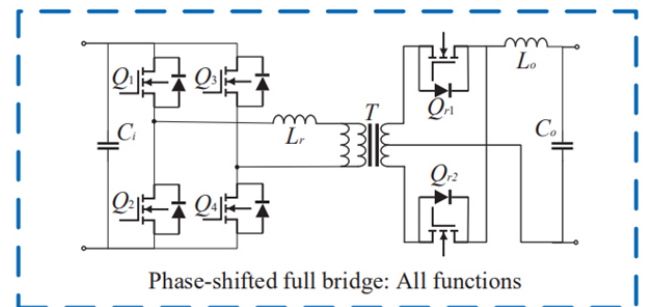 Q1 Q3 Lo
Qr1
T
Ci Lr Co
Qr2
Q2 Q4
Phase-shifted full bridge: All functions